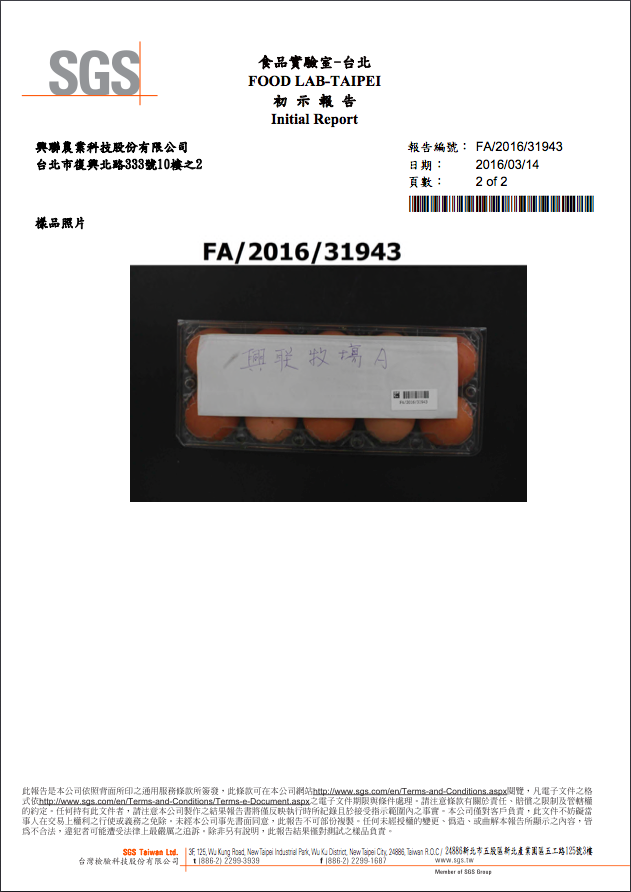 SGS
食品實驗室-台北
FOOD LAB-TAIPEI
初 示 報 告
Initial Report
興聯農業科技股份有限公司
台北市復興北路333號10樓之2
報告編號： FA/2016/31943
日期： 2016/03/14
頁數： 2 of 2
樣品照片
FA/2016/31943
興联牧場A
FA/2016/31943
此報告是本公司依照背面所印之通用服務條款所簽發，此條款可在本公司網站http://www.sgs.com/en/Terms-and-Conditions.aspx閱覽，凡電子文件之格
式依http://www.sgs.com/en/Terms-and-Conditions/Terms-e-Document.aspx之電子文件期限與條件處理。請注意條款有關於責任、賠償之限制及管轄權
的約定。任何持有此文件者，請注意本公司製作之結果報告書將僅反映執行時所紀錄且於接受指示範圍內之事實。本公司僅對客戶負責，此文件不妨礙當
事人在交易上權利之行使或義務之免除。未經本公司事先書面同意，此報告不可部份複製。任何未經授權的變更、偽造、或曲解本報告所顯示之內容，皆
為不合法，違犯者可能遭受法律上最嚴厲之追訴。除非另有說明，此報告結果僅對測試之樣品負責。
SGS Taiwan Ltd.
台灣檢驗科技股份有限公司
3F, 125, Wu Kung Road, New Taipei Industrial Park, Wu Ku District, New Taipei City, 24886, Taiwan R.O.C./ 24886新北市五股區新北產業園區五工路125號3樓
t (886-2) 2299-3939 f (886-2) 2299-1687 www.sgs.tw
Member of SGS Group